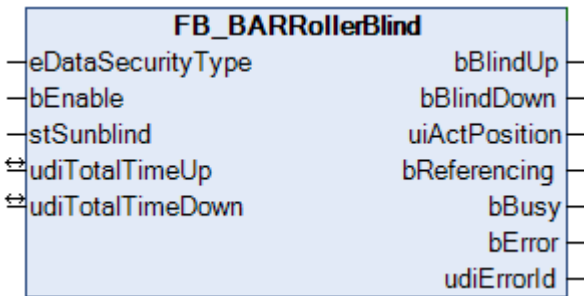 FB_BARRollerBlind
eDataSecurityType bBlindUp
bEnable bBlindDown
stSunblind uiActPosition
udiTotalTimeUp bReferencing
udiTotalTimeDown bBusy
bError
udiErrorId